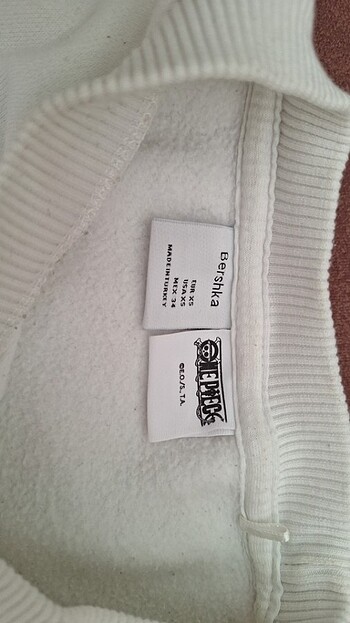 Bershka
EUR XS
USA XS
MEX 34
MADE IN TURKEY
ONE PIECE
©E.O./S., T.A.